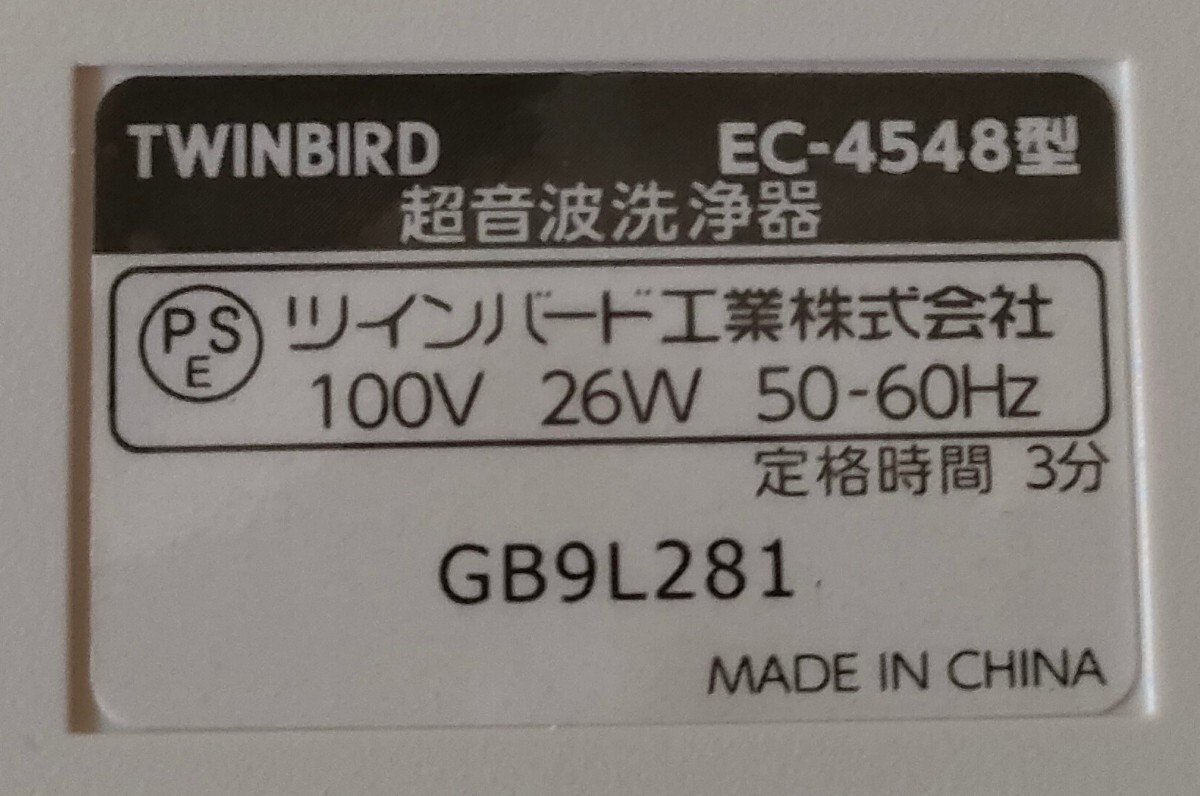 TWINBIRD EC-4548型
超音波洗浄器
PSE ツインバード工業株式会社
100V 26W 50-60Hz
定格時間 3分
GB9L281
MADE IN CHINA